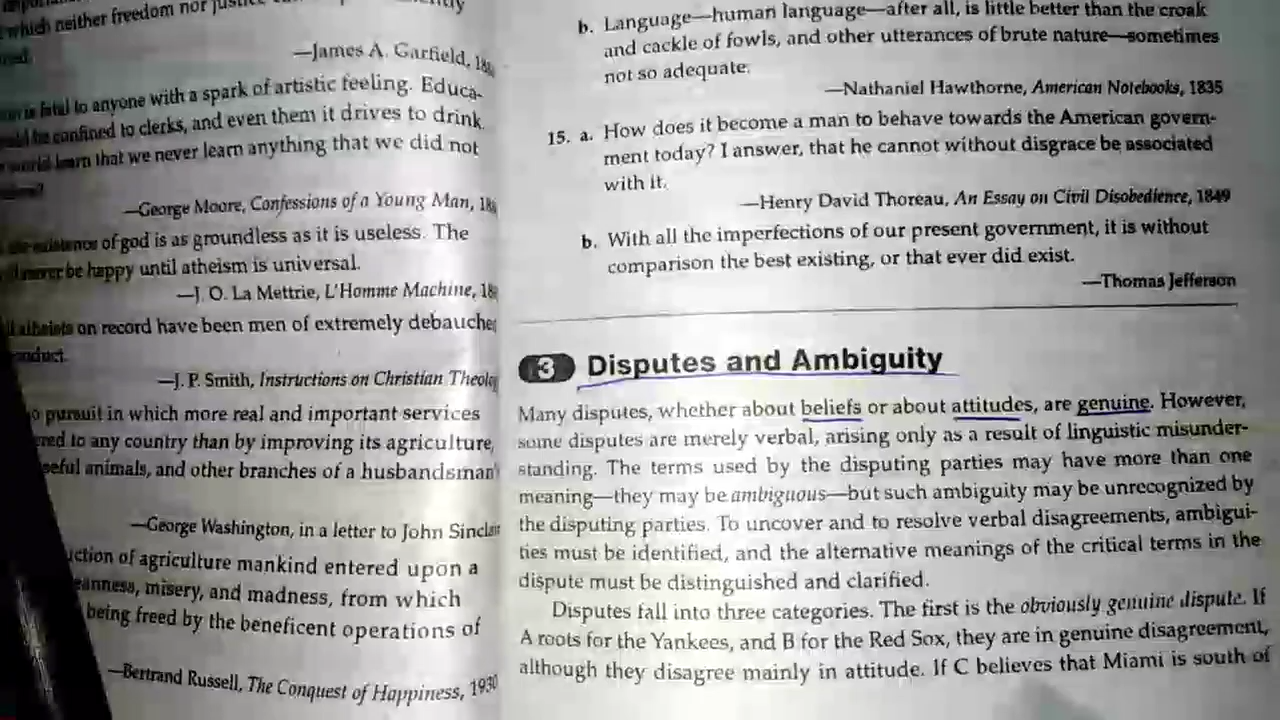 which neither freedom nor
—James A. Garfield,
is fatal to anyone with a spark of artistic feeling. Educa-
be confined to clerks, and even them it drives to drink.
world learn that we never learn anything that we did not
—George Moore, Confessions of a Young Man,
existence of god is as groundless as it is useless. The
never be happy until atheism is universal.
—J. O. La Mettrie, L'Homme Machine,
atheists on record have been men of extremely
—J. P. Smith, Instructions on Christian
pursuit in which more real and important services
to any country than by improving its agriculture,
animals, and other branches of a husbandman's
—George Washington, in a letter to John
of agriculture mankind entered upon a
misery, and madness, from which
being freed by the beneficent operations of
—Bertrand Russell, The Conquest of Happiness, 1930
b. Language—human language—after all, is little better than the croak
and cackle of fowls, and other utterances of brute nature—sometimes
not so adequate.
—Nathaniel Hawthorne, American Notebooks, 1835
15. a. How does it become a man to behave towards the American govern-
ment today? I answer, that he cannot without disgrace be associated
with it.
—Henry David Thoreau, An Essay on Civil Disobedience, 1849
b. With all the imperfections of our present government, it is without
comparison the best existing, or that ever did exist.
—Thomas Jefferson
3 Disputes and Ambiguity
Many disputes, whether about beliefs or about attitudes, are genuine. However,
some disputes are merely verbal, arising only as a result of linguistic misunder-
standing. The terms used by the disputing parties may have more than one
meaning—they may be ambiguous—but such ambiguity may be unrecognized by
the disputing parties. To uncover and to resolve verbal disagreements, ambigui-
ties must be identified, and the alternative meanings of the critical terms in the
dispute must be distinguished and clarified.
Disputes fall into three categories. The first is the obviously genuine dispute. If
A roots for the Yankees, and B for the Red Sox, they are in genuine disagreement,
although they disagree mainly in attitude. If C believes that Miami is south of